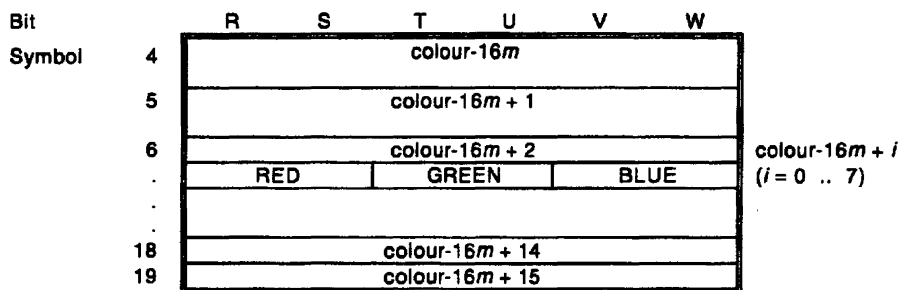 Bit R S T U V W
Symbol 4 colour-16m
5 colour-16m + 1
6 colour-16m + 2 colour-16m + i
. RED GREEN BLUE (i = 0 .. 7)
.
.
18 colour-16m + 14
19 colour-16m + 15